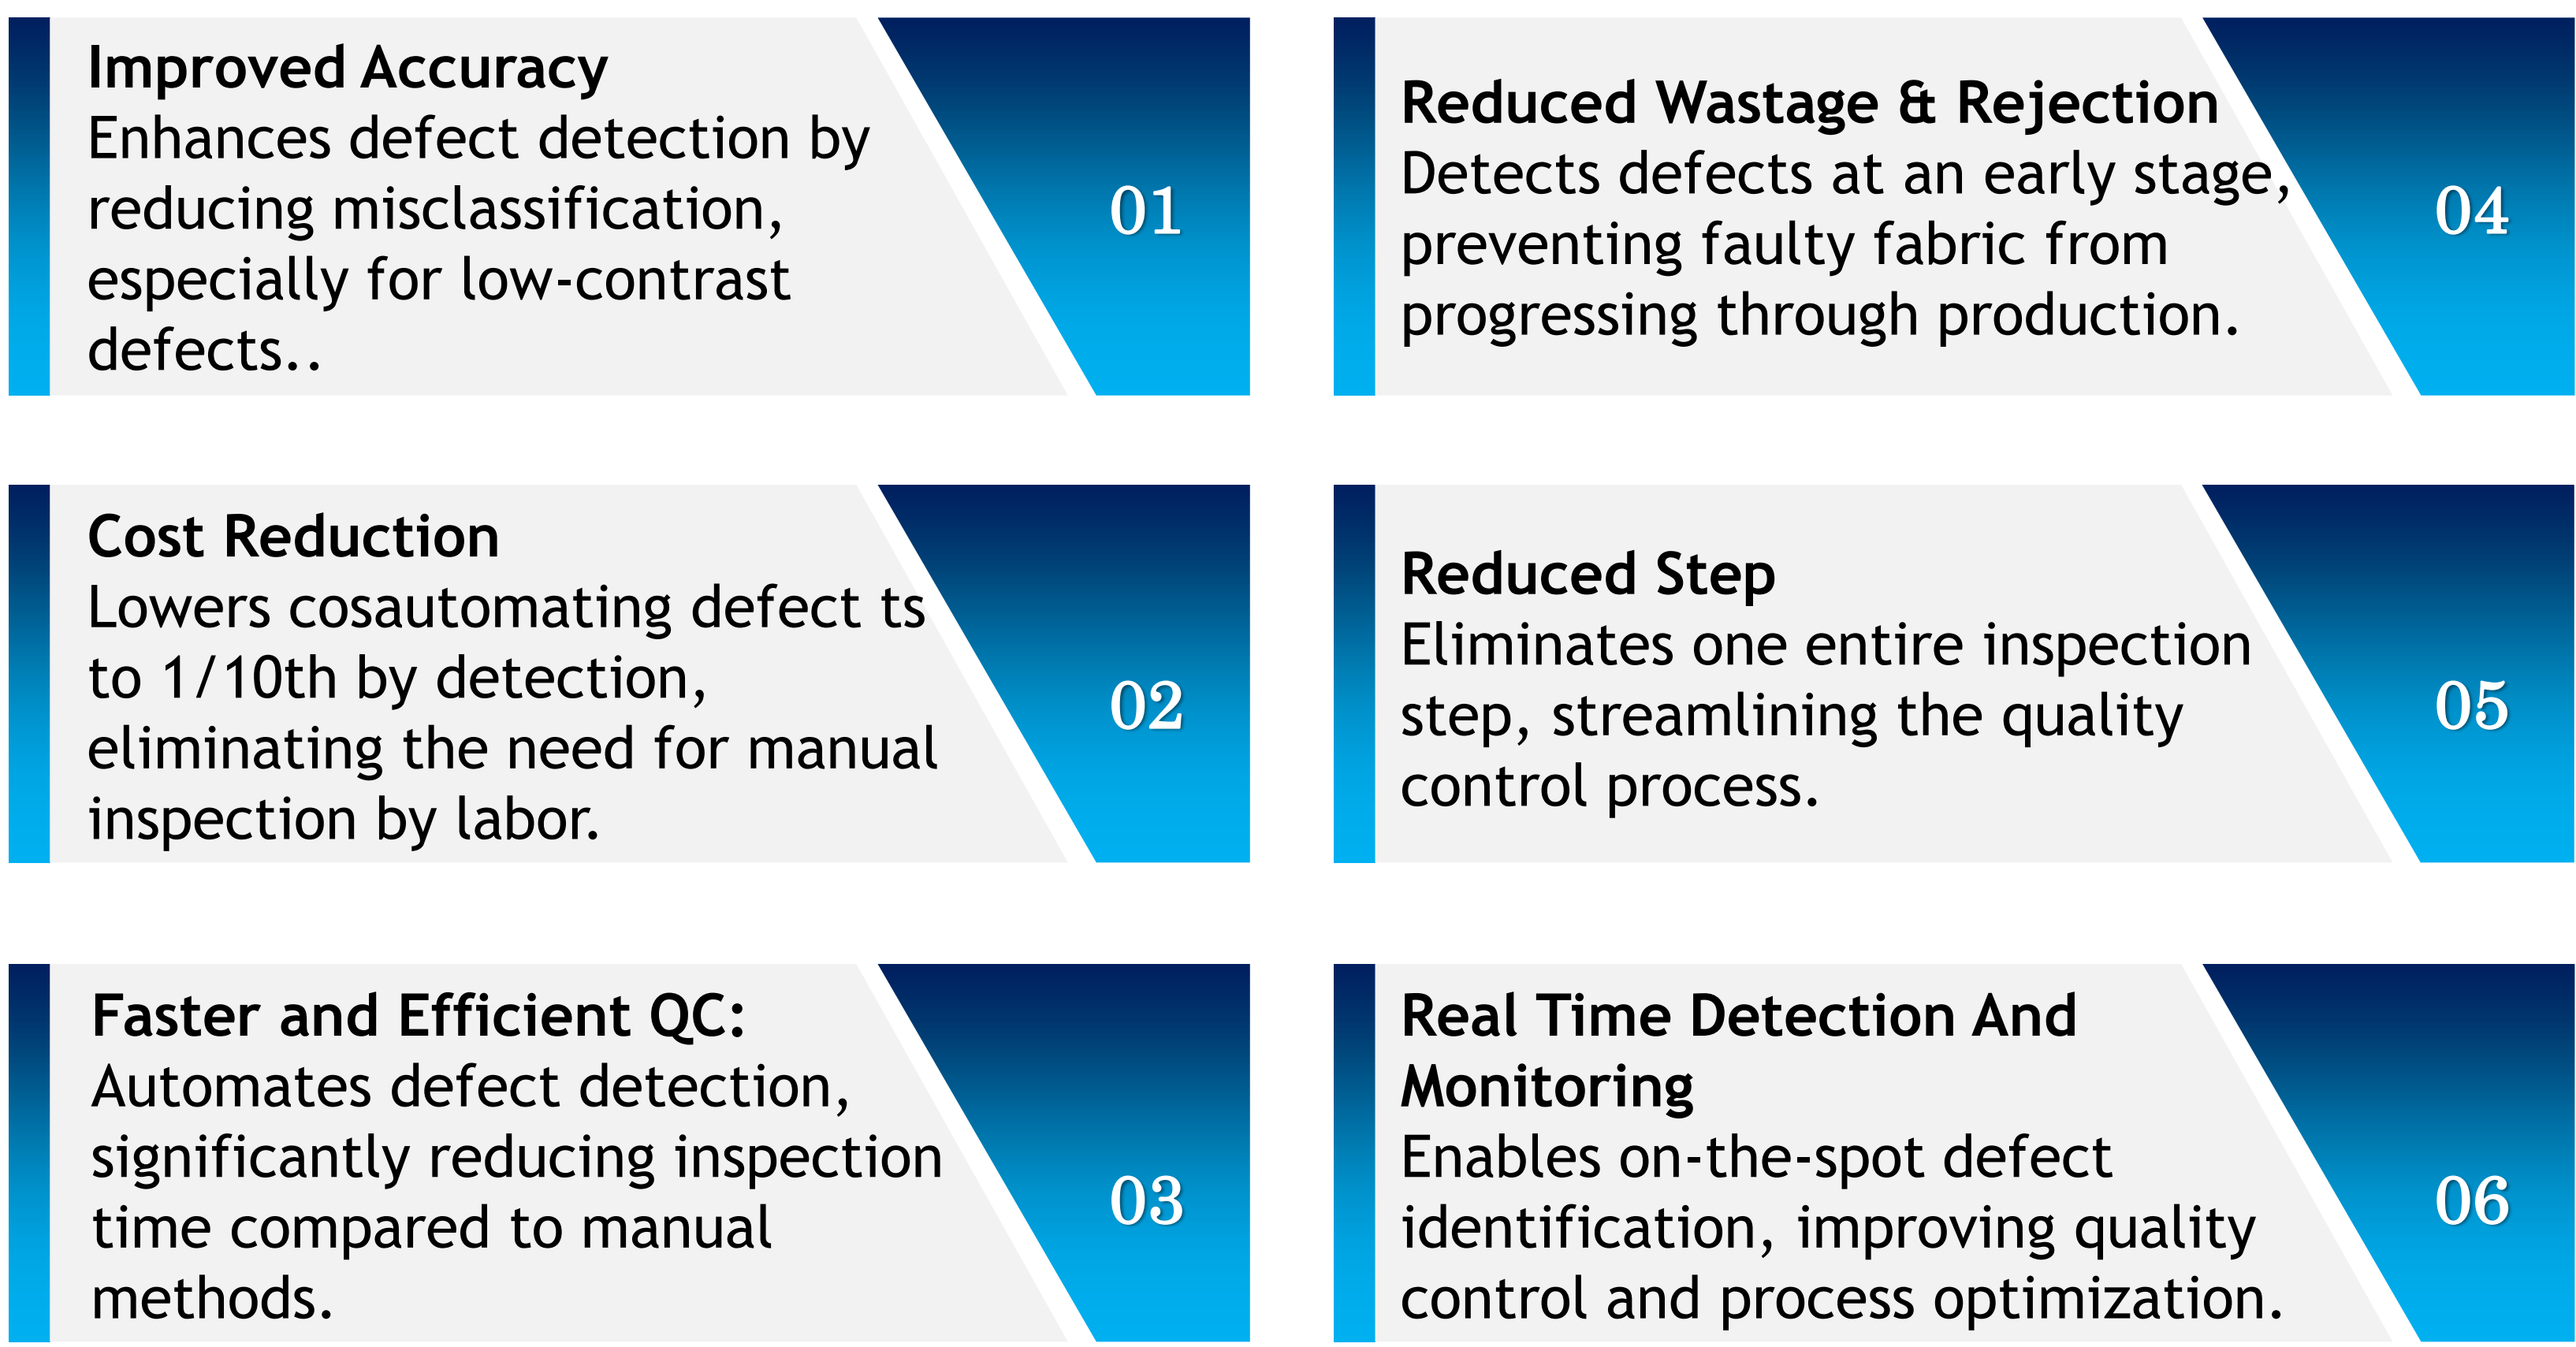 Improved Accuracy
Enhances defect detection by
reducing misclassification,
especially for low-contrast
defects..
01
Cost Reduction
Lowers cosautomating defect ts
to 1/10th by detection,
eliminating the need for manual
inspection by labor.
02
Faster and Efficient QC:
Automates defect detection,
significantly reducing inspection
time compared to manual
methods.
03
Reduced Wastage & Rejection
Detects defects at an early stage,
preventing faulty fabric from
progressing through production.
04
Reduced Step
Eliminates one entire inspection
step, streamlining the quality
control process.
05
Real Time Detection And
Monitoring
Enables on-the-spot defect
identification, improving quality
control and process optimization.
06